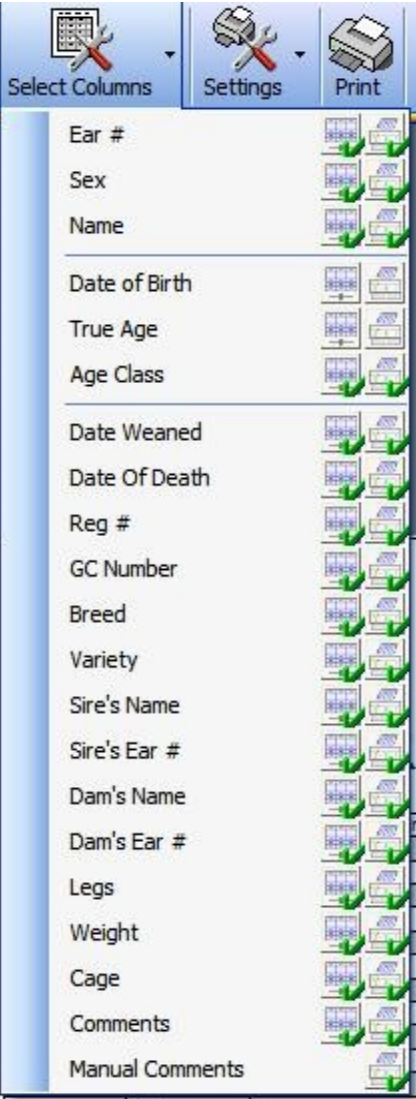 Select Columns Settings Print
Ear #
Sex
Name
Date of Birth
True Age
Age Class
Date Weaned
Date Of Death
Reg #
GC Number
Breed
Variety
Sire's Name
Sire's Ear #
Dam's Name
Dam's Ear #
Legs
Weight
Cage
Comments
Manual Comments